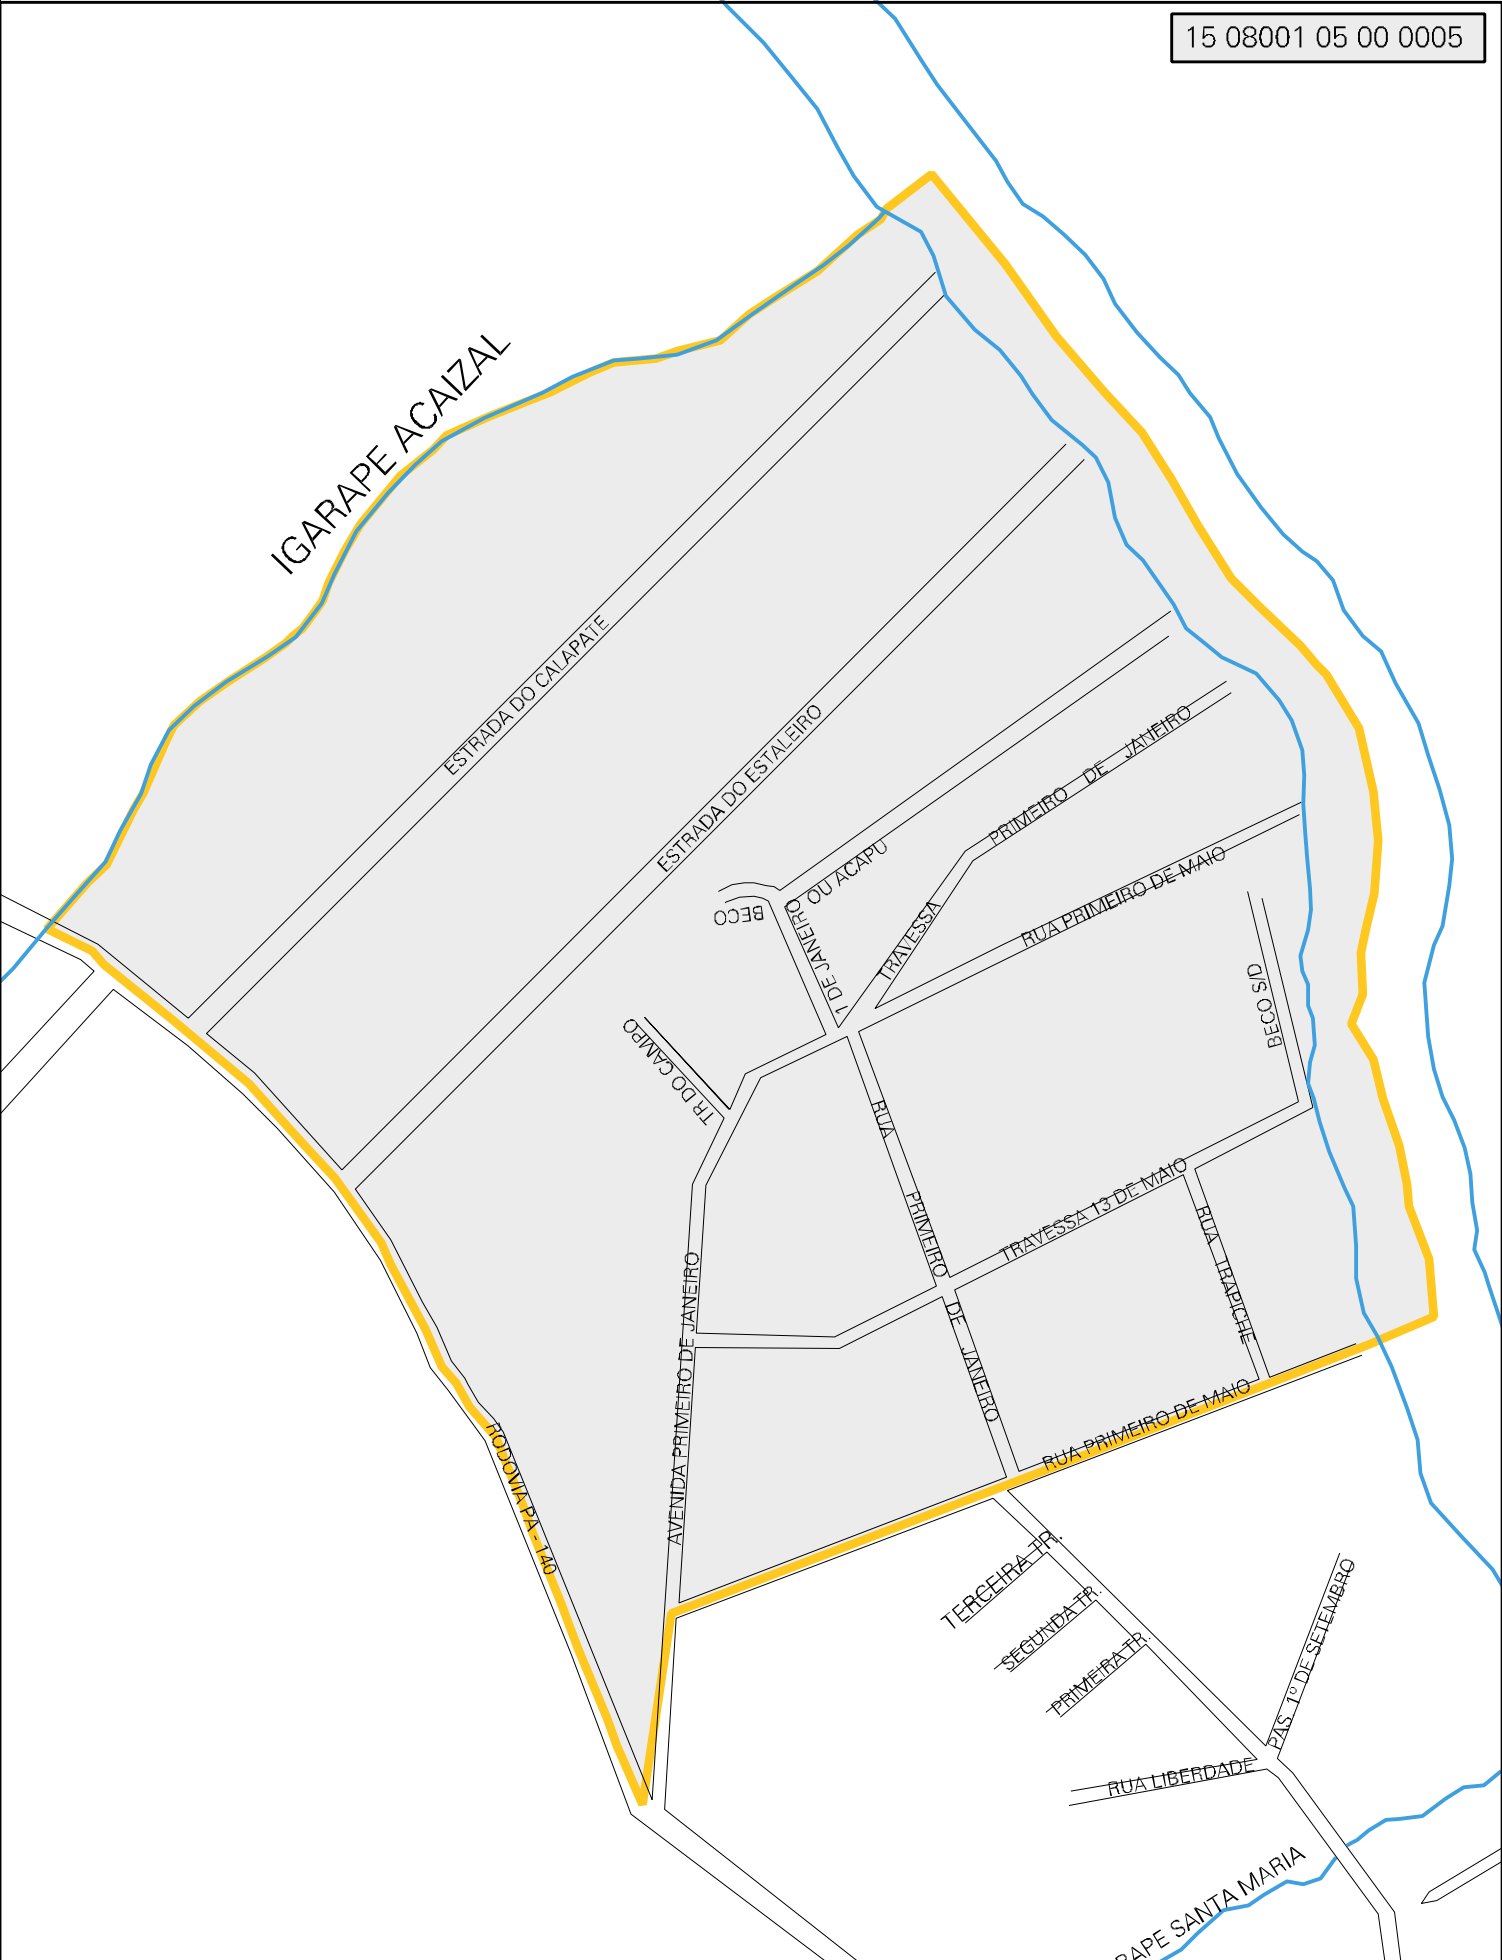 15 08001 05 00 0005
IGARAPE ACAIZAL
ESTRADA DO CALAPATE
ESTRADA DO ESTALEIRO
PRIMEIRO DE JANEIRO
TRAVESSA
OU ACAPU
1 DE JANEIRO
BECO
RUA PRIMEIRO DE MAIO
BECO S/D
TR DO CAMPO
RUA PRIMEIRO DE JANEIRO
TRAVESSA 13 DE MAIO
RUA TRAPICHE
AVENIDA PRIMEIRO DE JANEIRO
RUA PRIMEIRO DE MAIO
RODOVIA PA - 140
TERCEIRA TR.
SEGUNDA TR.
PRIMEIRA TR.
PAS. 1º DE SETEMBRO
RUA LIBERDADE
RAPE SANTA MARIA